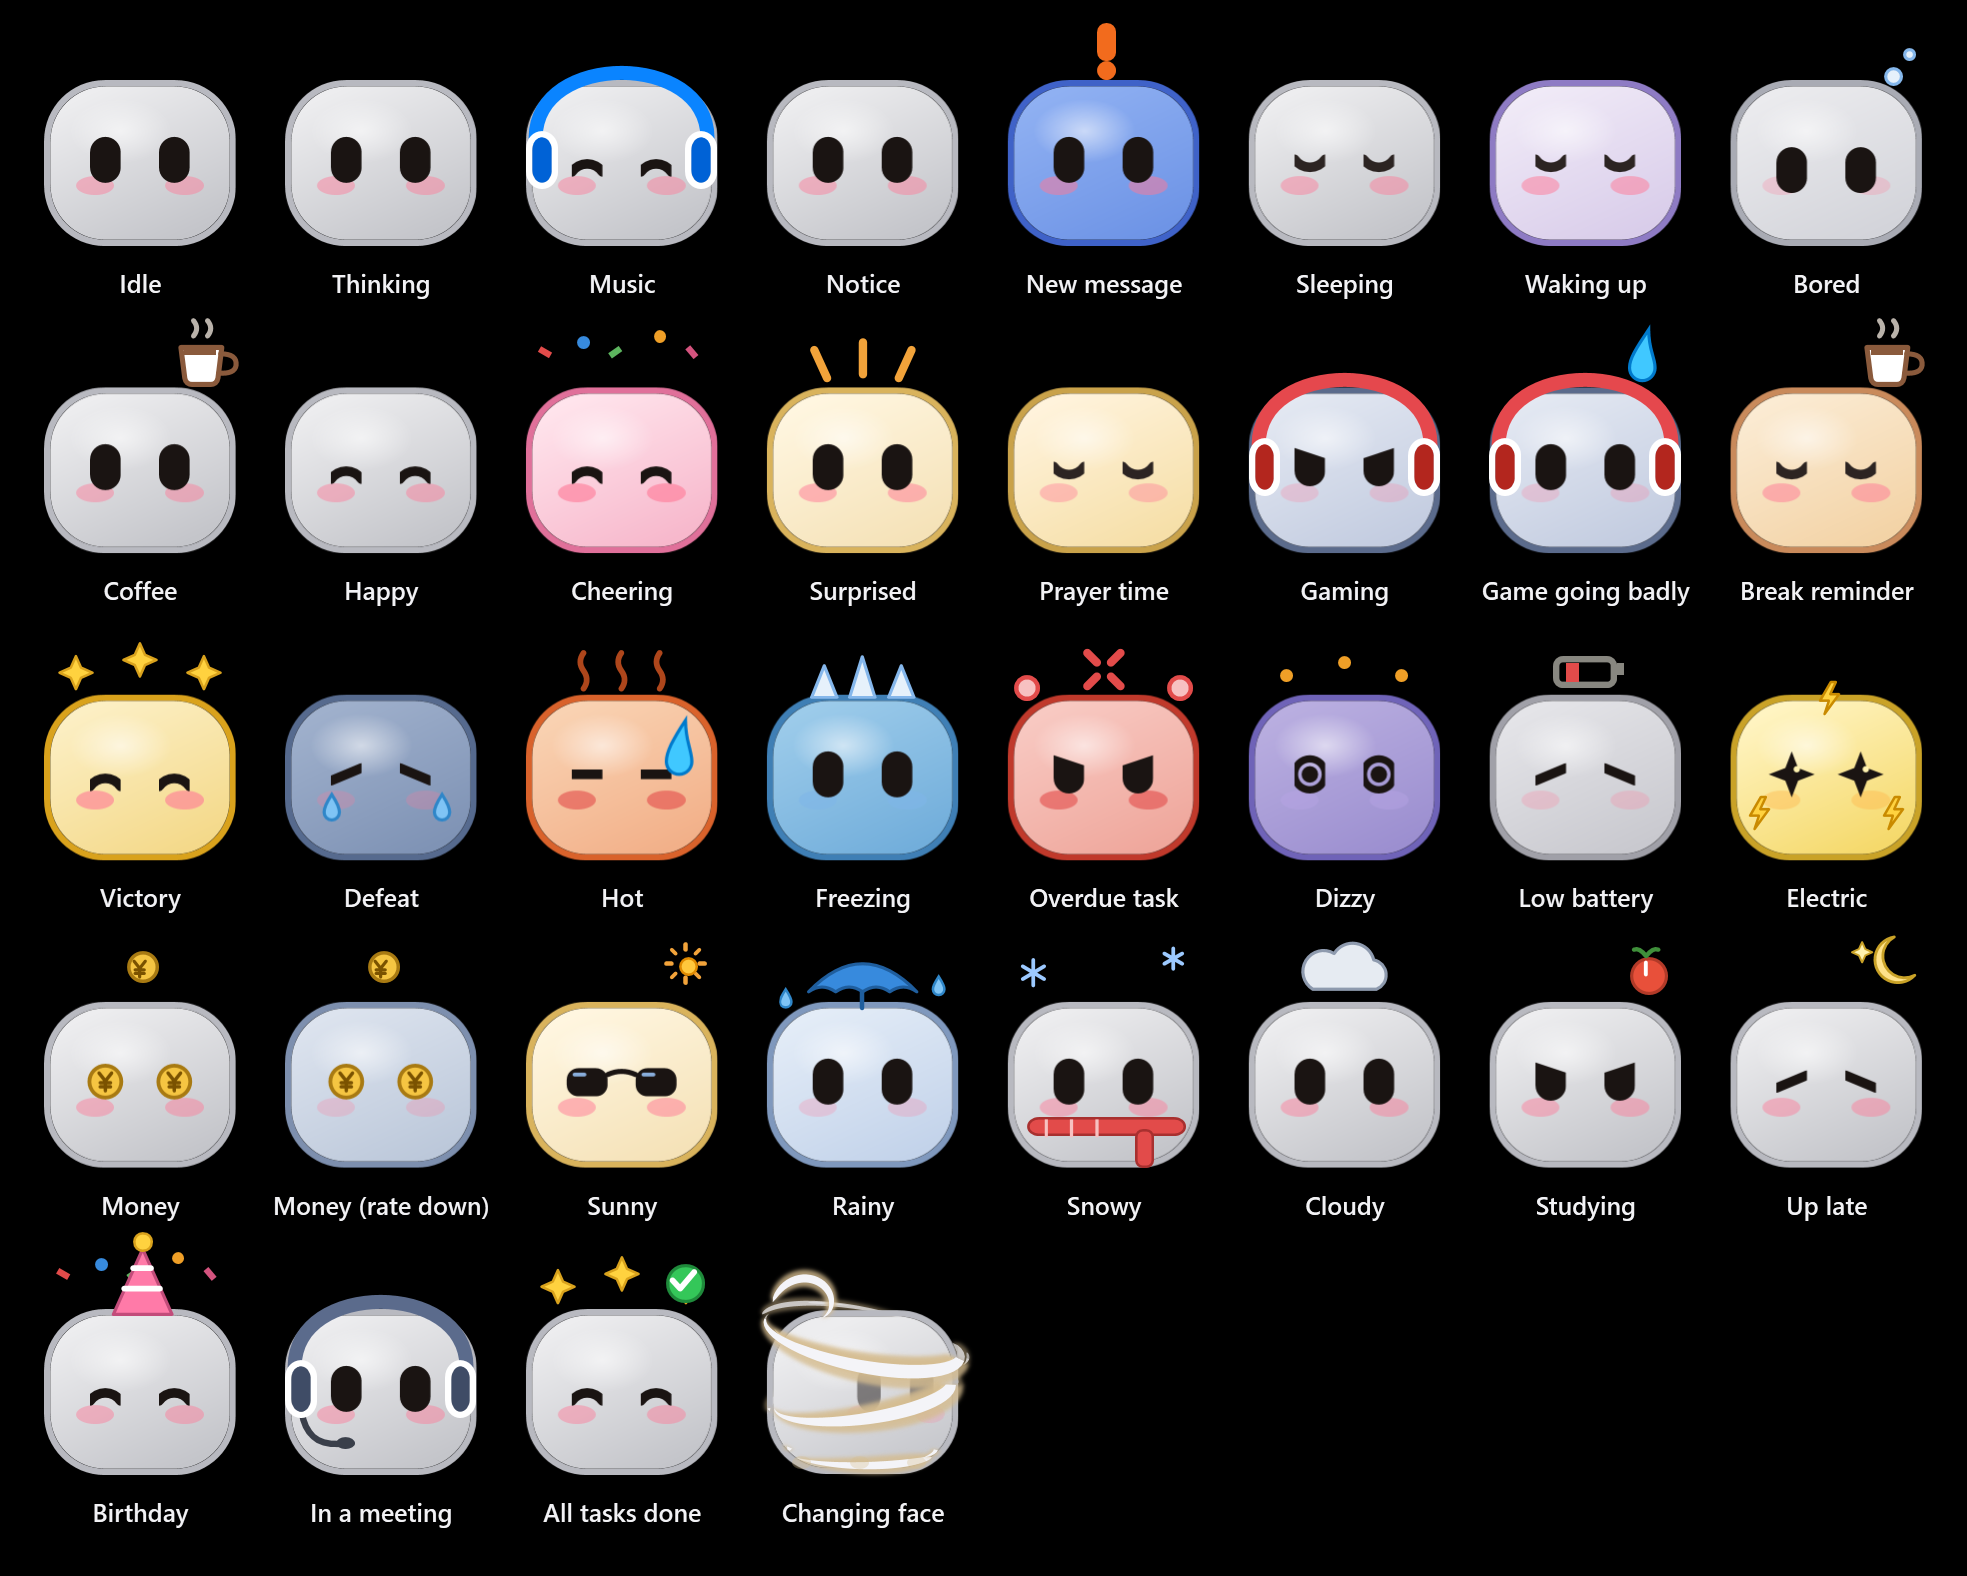 Idle
Thinking
Music
Notice
New message
Sleeping
Waking up
Bored
Coffee
Happy
Cheering
Surprised
Prayer time
Gaming
Game going badly
Break reminder
Victory
Defeat
Hot
Freezing
Overdue task
Dizzy
Low battery
Electric
¥
¥
¥ ¥
¥ ¥
Money
Money (rate down)
Sunny
Rainy
Snowy
Cloudy
Studying
Up late
Birthday
In a meeting
All tasks done
Changing face